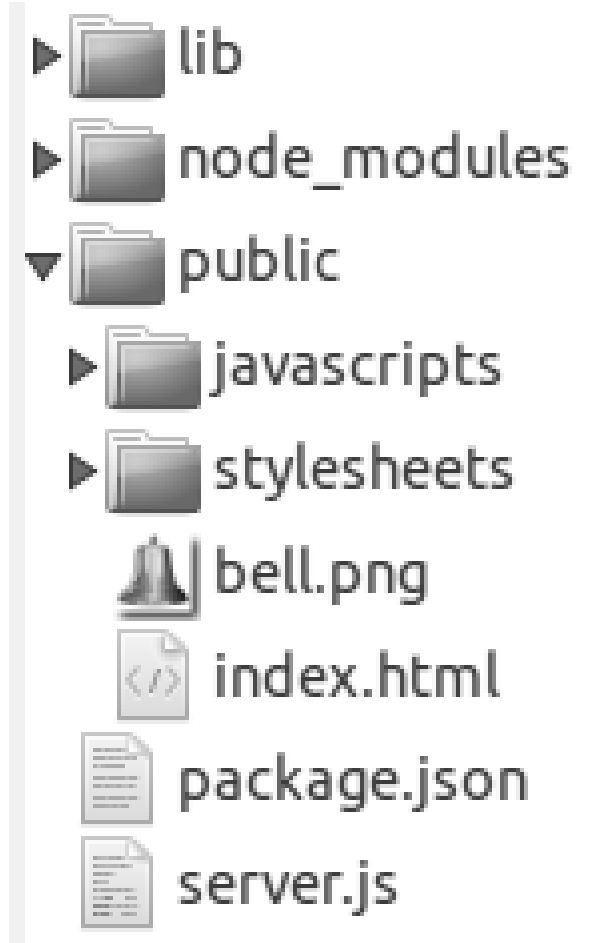 lib
node_modules
public
javascripts
stylesheets
bell.png
index.html
package.json
server.js